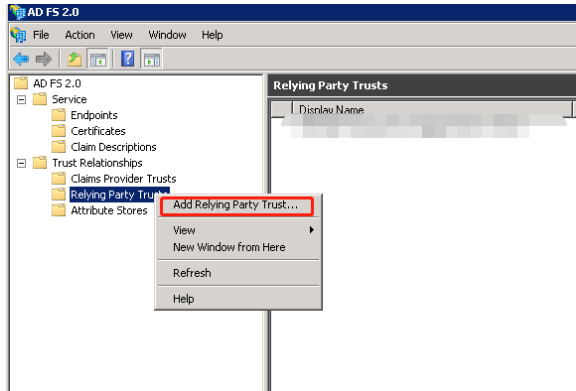 AD FS 2.0
File Action View Window Help
AD FS 2.0
Service
Endpoints
Certificates
Claim Descriptions
Trust Relationships
Claims Provider Trusts
Relying Party Trusts
Attribute Stores
Relying Party Trusts
Display Name
Add Relying Party Trust...
View
New Window from Here
Refresh
Help